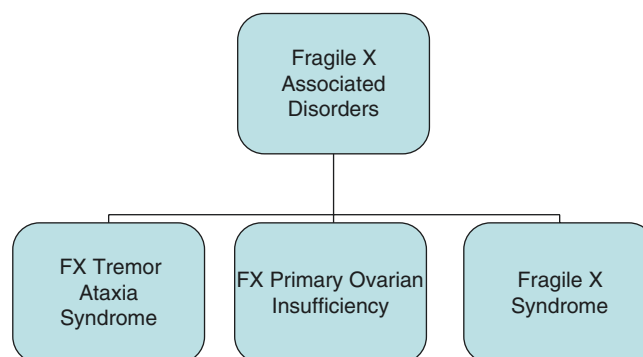 Fragile X
Associated
Disorders
FX Tremor
Ataxia
Syndrome
FX Primary Ovarian
Insufficiency
Fragile X
Syndrome